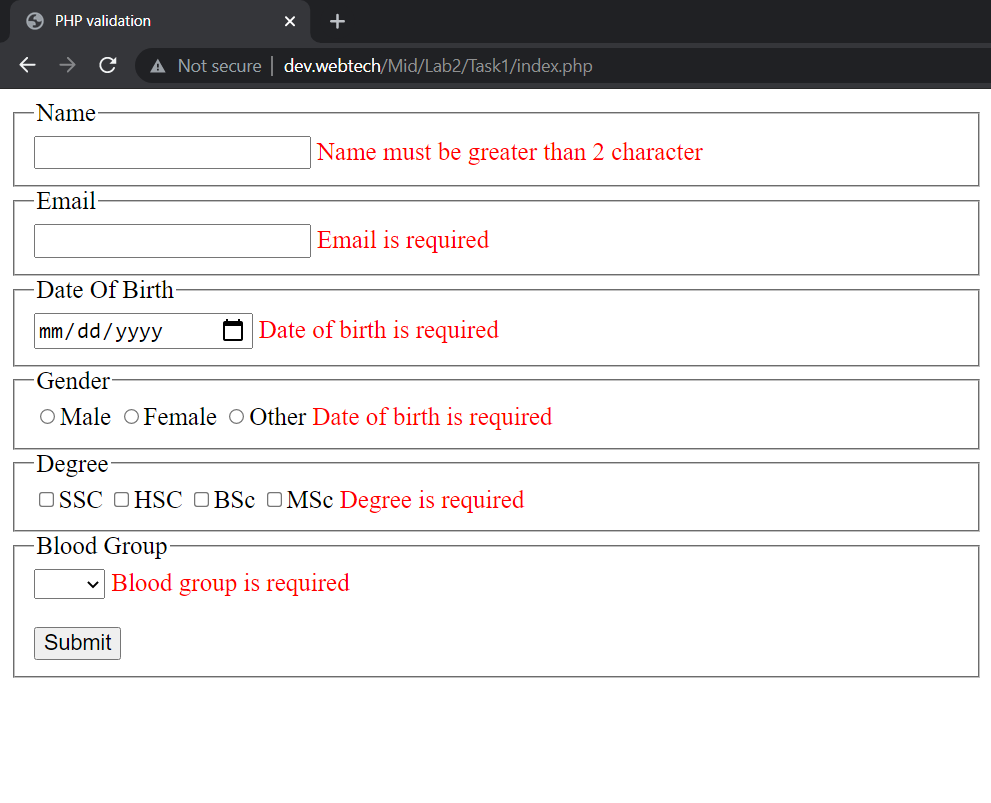 PHP validation
Not secure | dev.webtech/Mid/Lab2/Task1/index.php
Name
Name must be greater than 2 character
Email
Email is required
Date Of Birth
mm/dd/yyyy Date of birth is required
Gender
Male Female Other Date of birth is required
Degree
SSC HSC BSc MSc Degree is required
Blood Group
Blood group is required
Submit